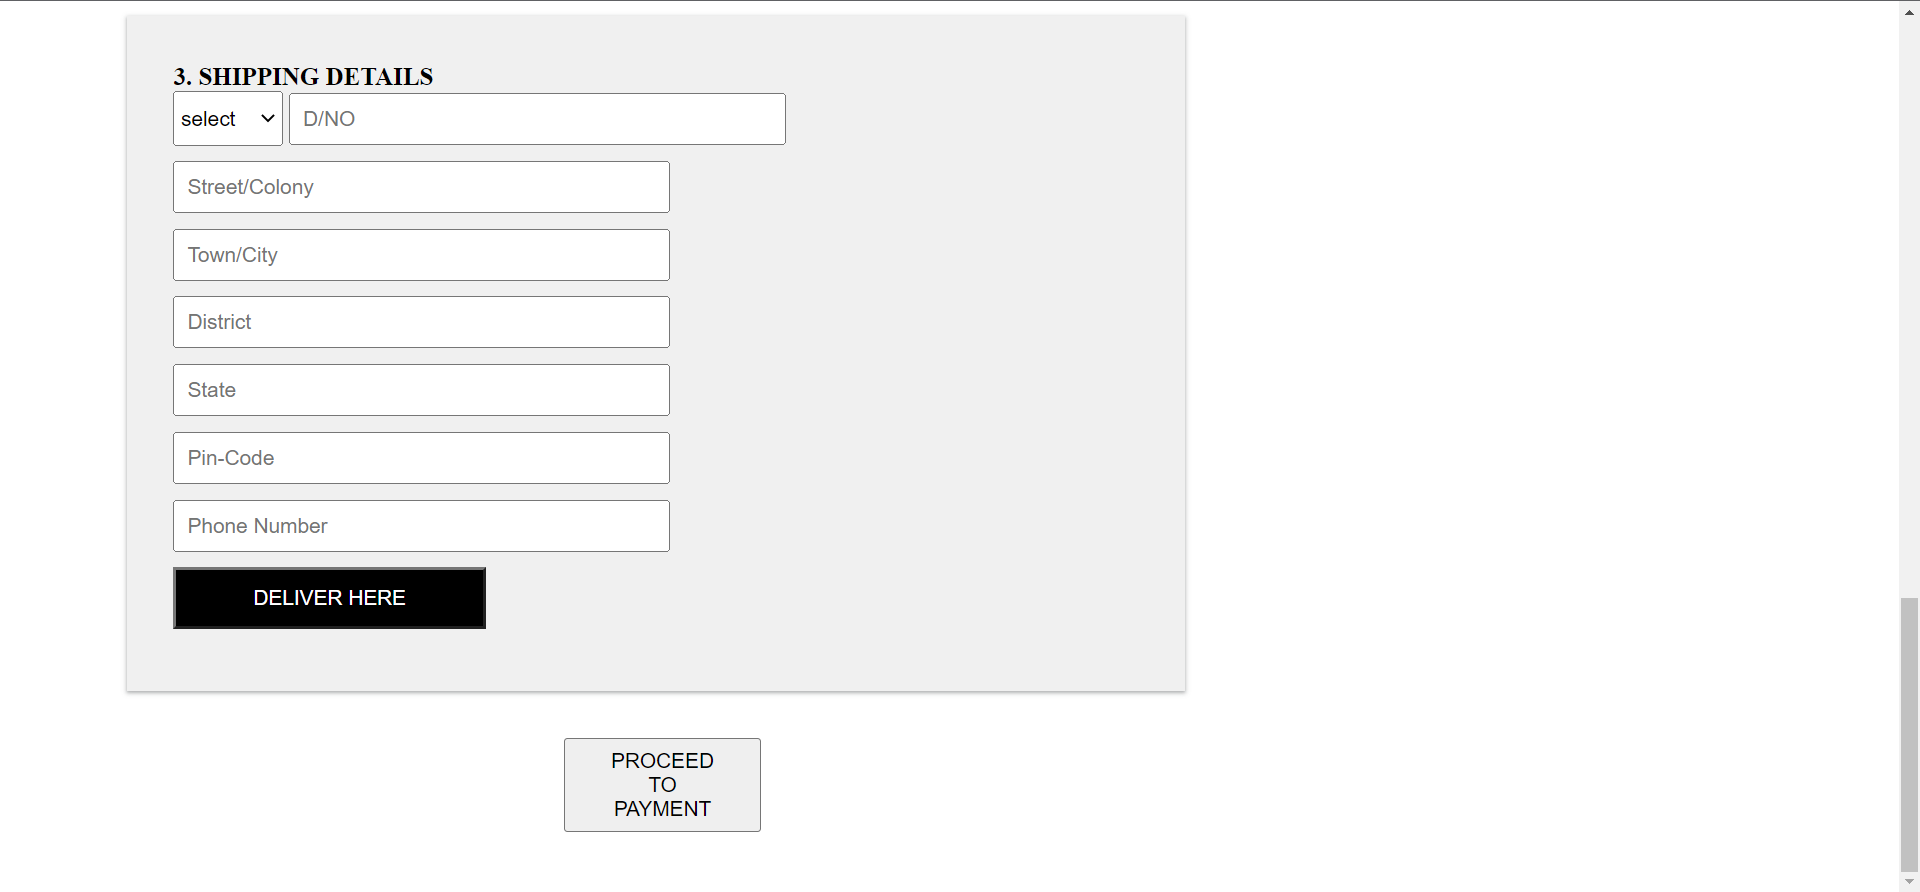 3. SHIPPING DETAILS
select D/NO
Street/Colony
Town/City
District
State
Pin-Code
Phone Number
DELIVER HERE
PROCEED
TO
PAYMENT